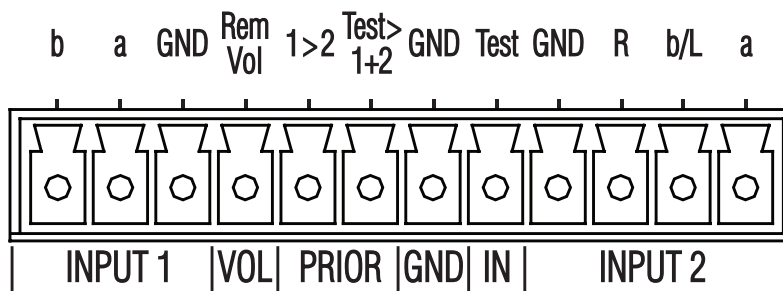 b a GND Rem Vol 1>2 Test> 1+2 GND Test GND R b/L a
INPUT 1 VOL PRIOR GND IN INPUT 2